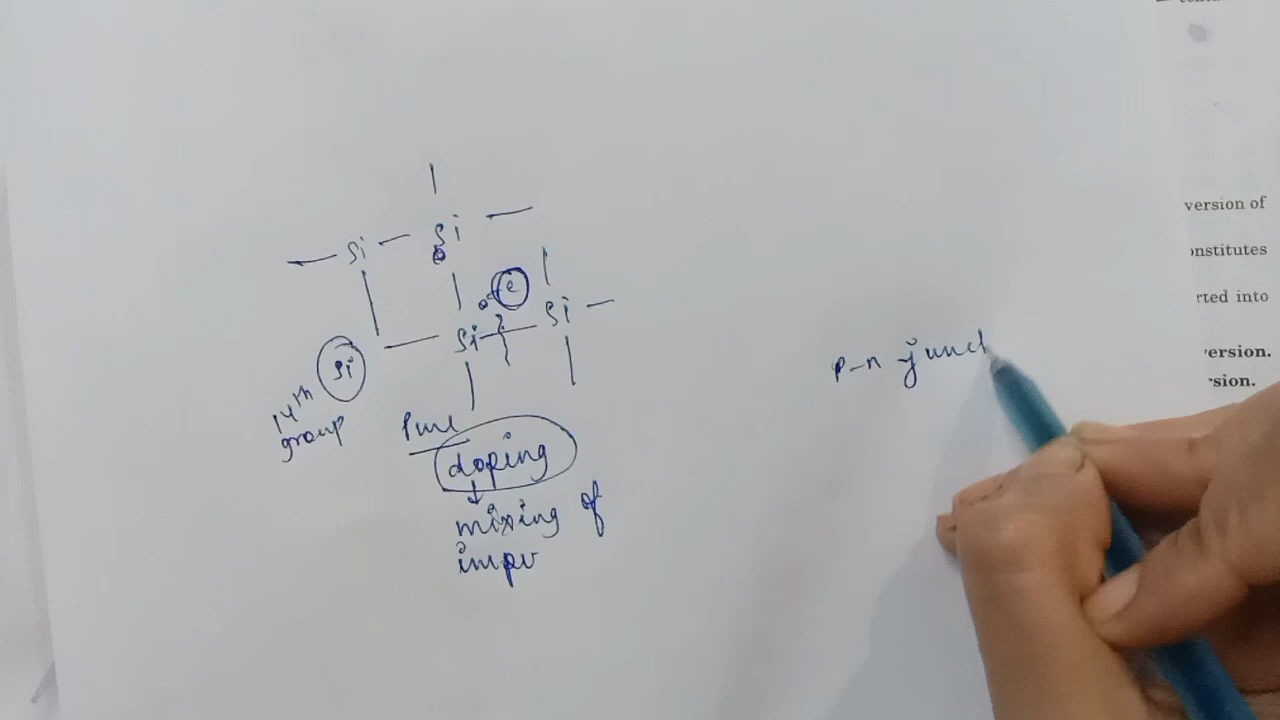 Si Si
e
Si Si
Si
14th
group
Pure
doping
mixing of
impu
p-n junct
version of
onstitutes
rted into
version.
sion.